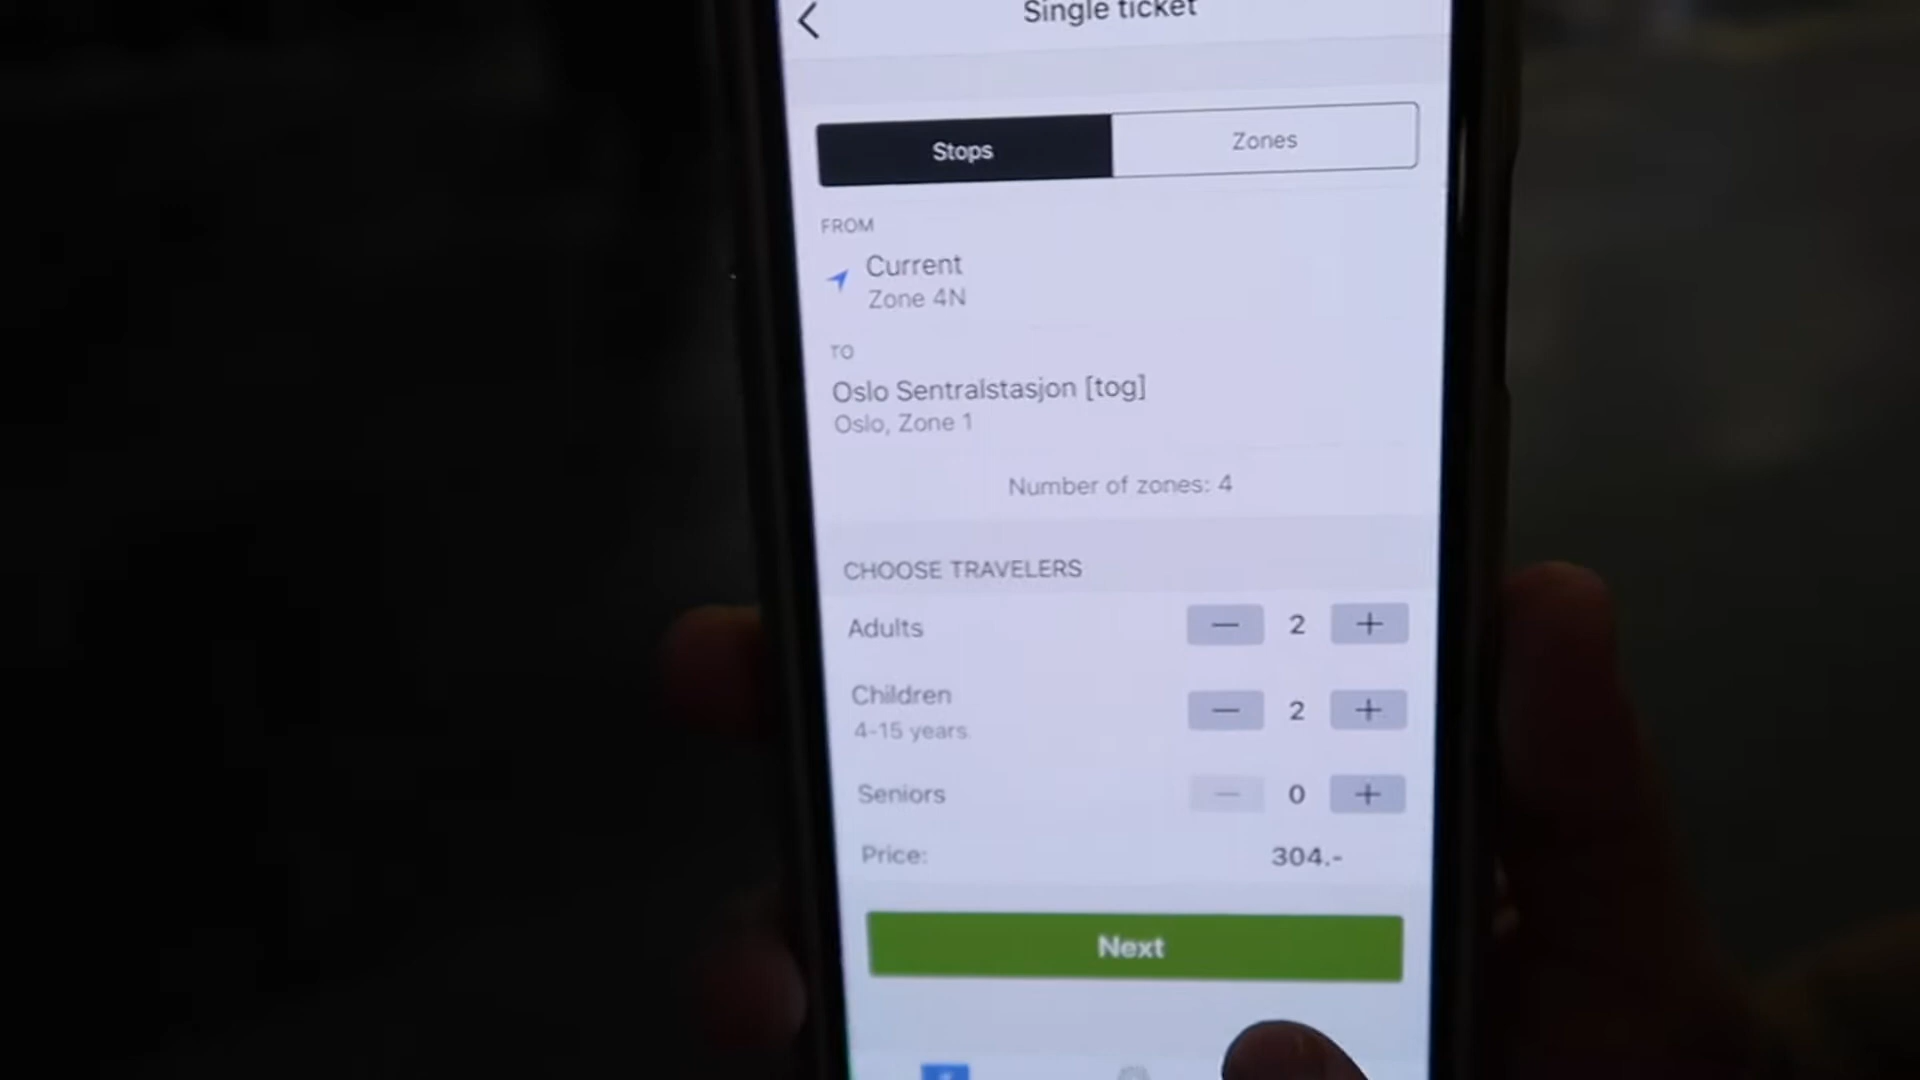 Single ticket
Stops
Zones
FROM
Current
Zone 4N
TO
Oslo Sentralstasjon [tog]
Oslo, Zone 1
Number of zones: 4
CHOOSE TRAVELERS
Adults
— 2 +
Children
4-15 years
— 2 +
Seniors
— 0 +
Price:
304.-
Next